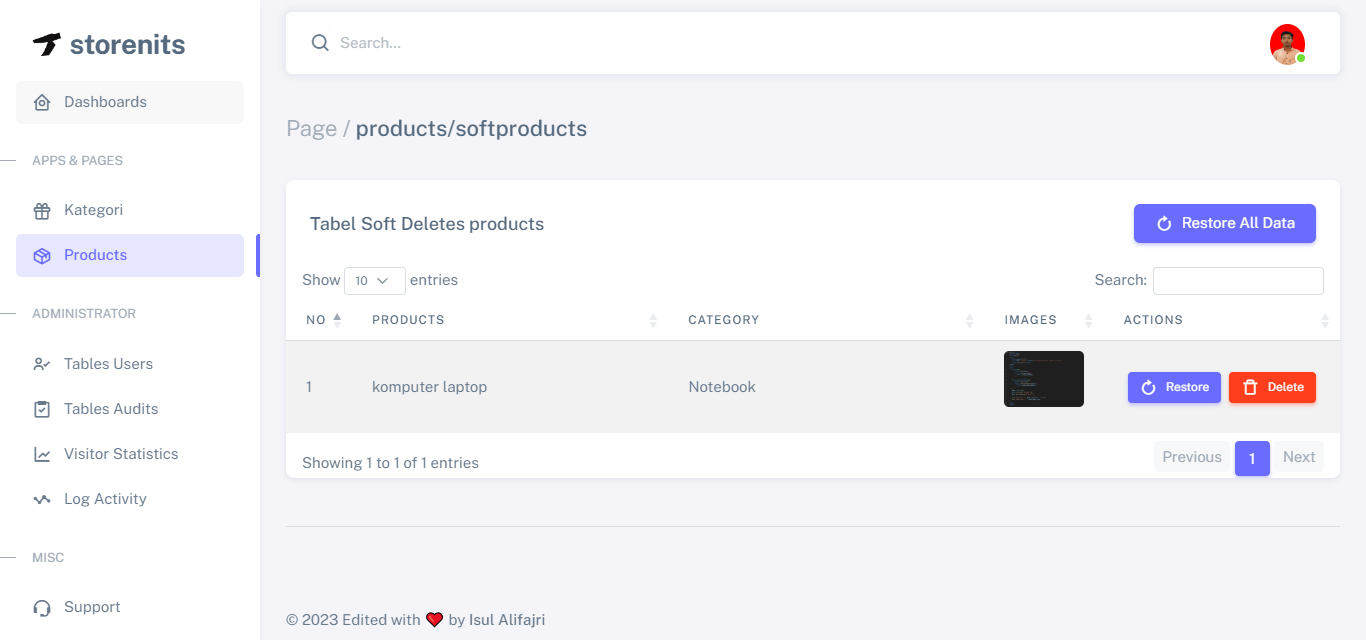 storenits
Search...
Dashboards
Page / products/softproducts
APPS & PAGES
Kategori
Products
ADMINISTRATOR
Tables Users
Tables Audits
Visitor Statistics
Log Activity
MISC
Support
Tabel Soft Deletes products
Restore All Data
Show 10 entries
Search:
NO PRODUCTS CATEGORY IMAGES ACTIONS
1 komputer laptop Notebook Restore Delete
Showing 1 to 1 of 1 entries
Previous 1 Next
© 2023 Edited with ❤️ by Isul Alifajri